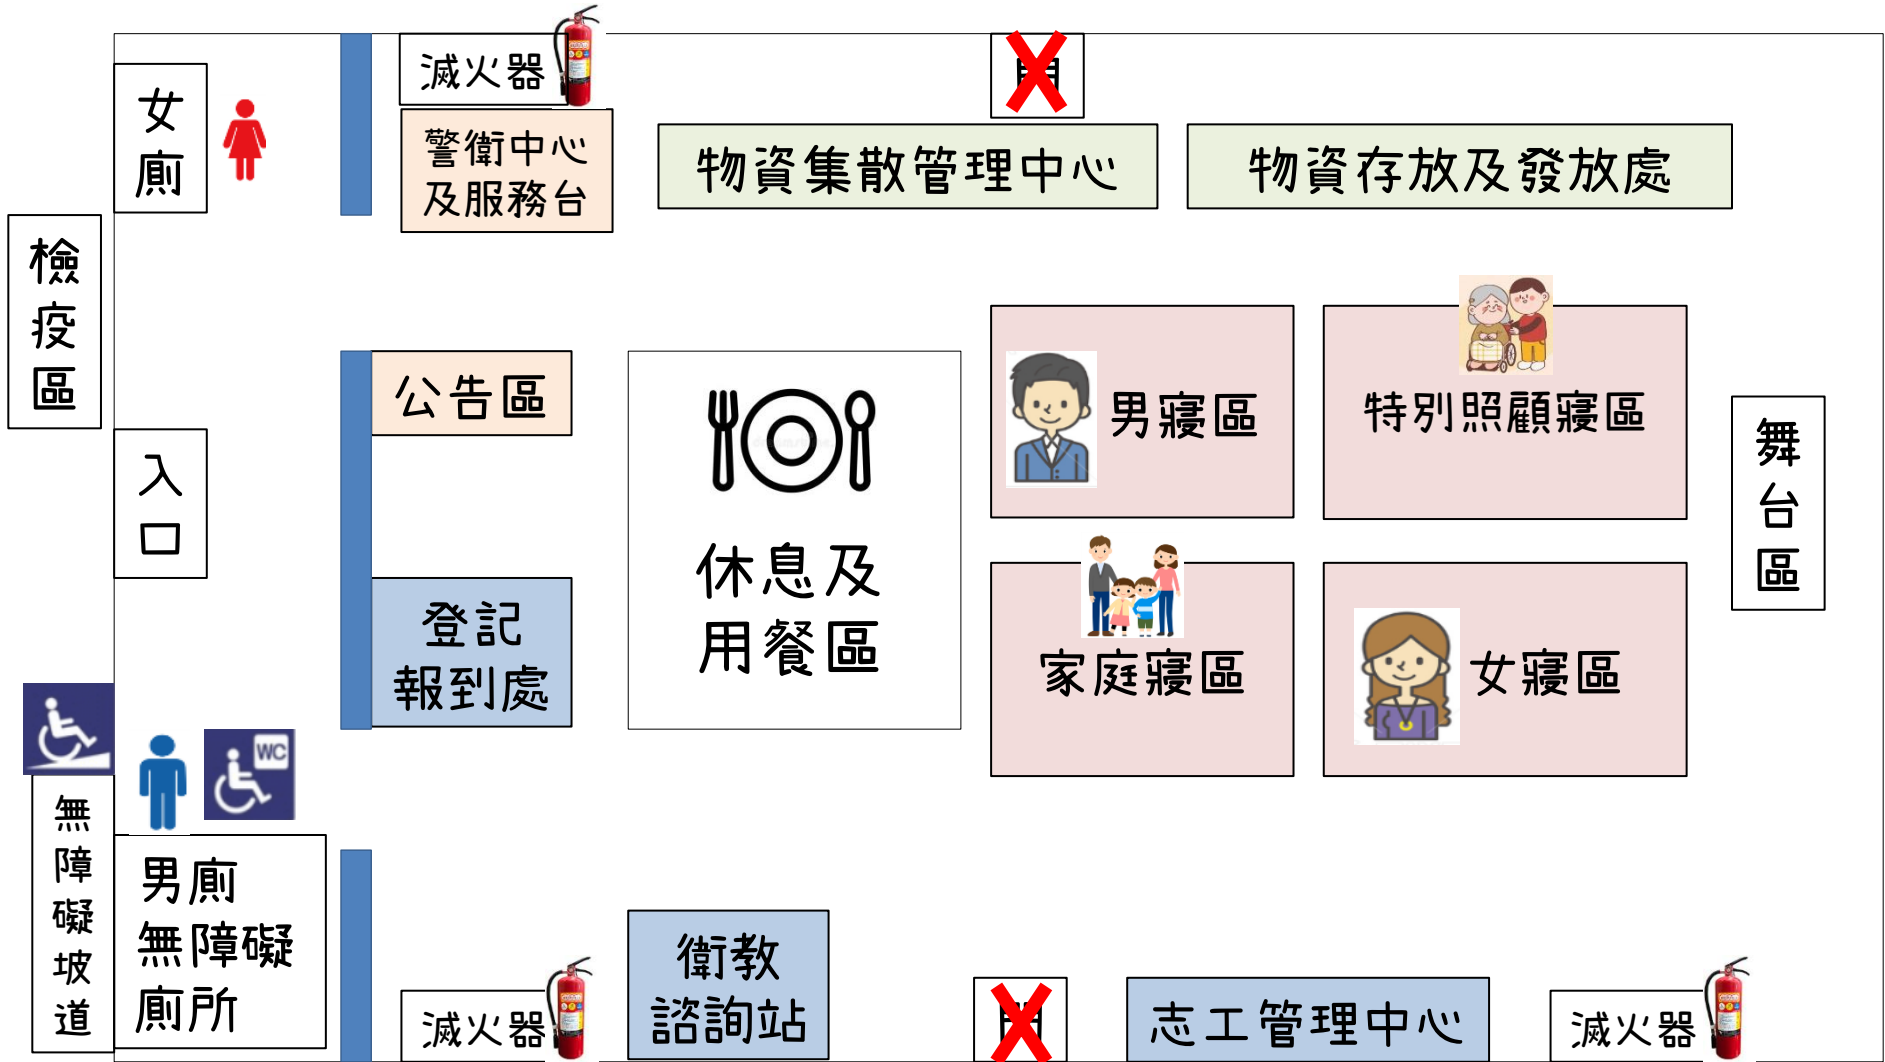 滅火器
門
女
廁
警衛中心
及服務台
物資集散管理中心
物資存放及發放處
檢
疫
區
公告區
男寢區
特別照顧寢區
入
口
舞
台
區
休息及
用餐區
登記
報到處
家庭寢區
女寢區
WC
無
障
礙
坡
道
男廁
無障礙
廁所
衛教
諮詢站
滅火器
門
志工管理中心
滅火器